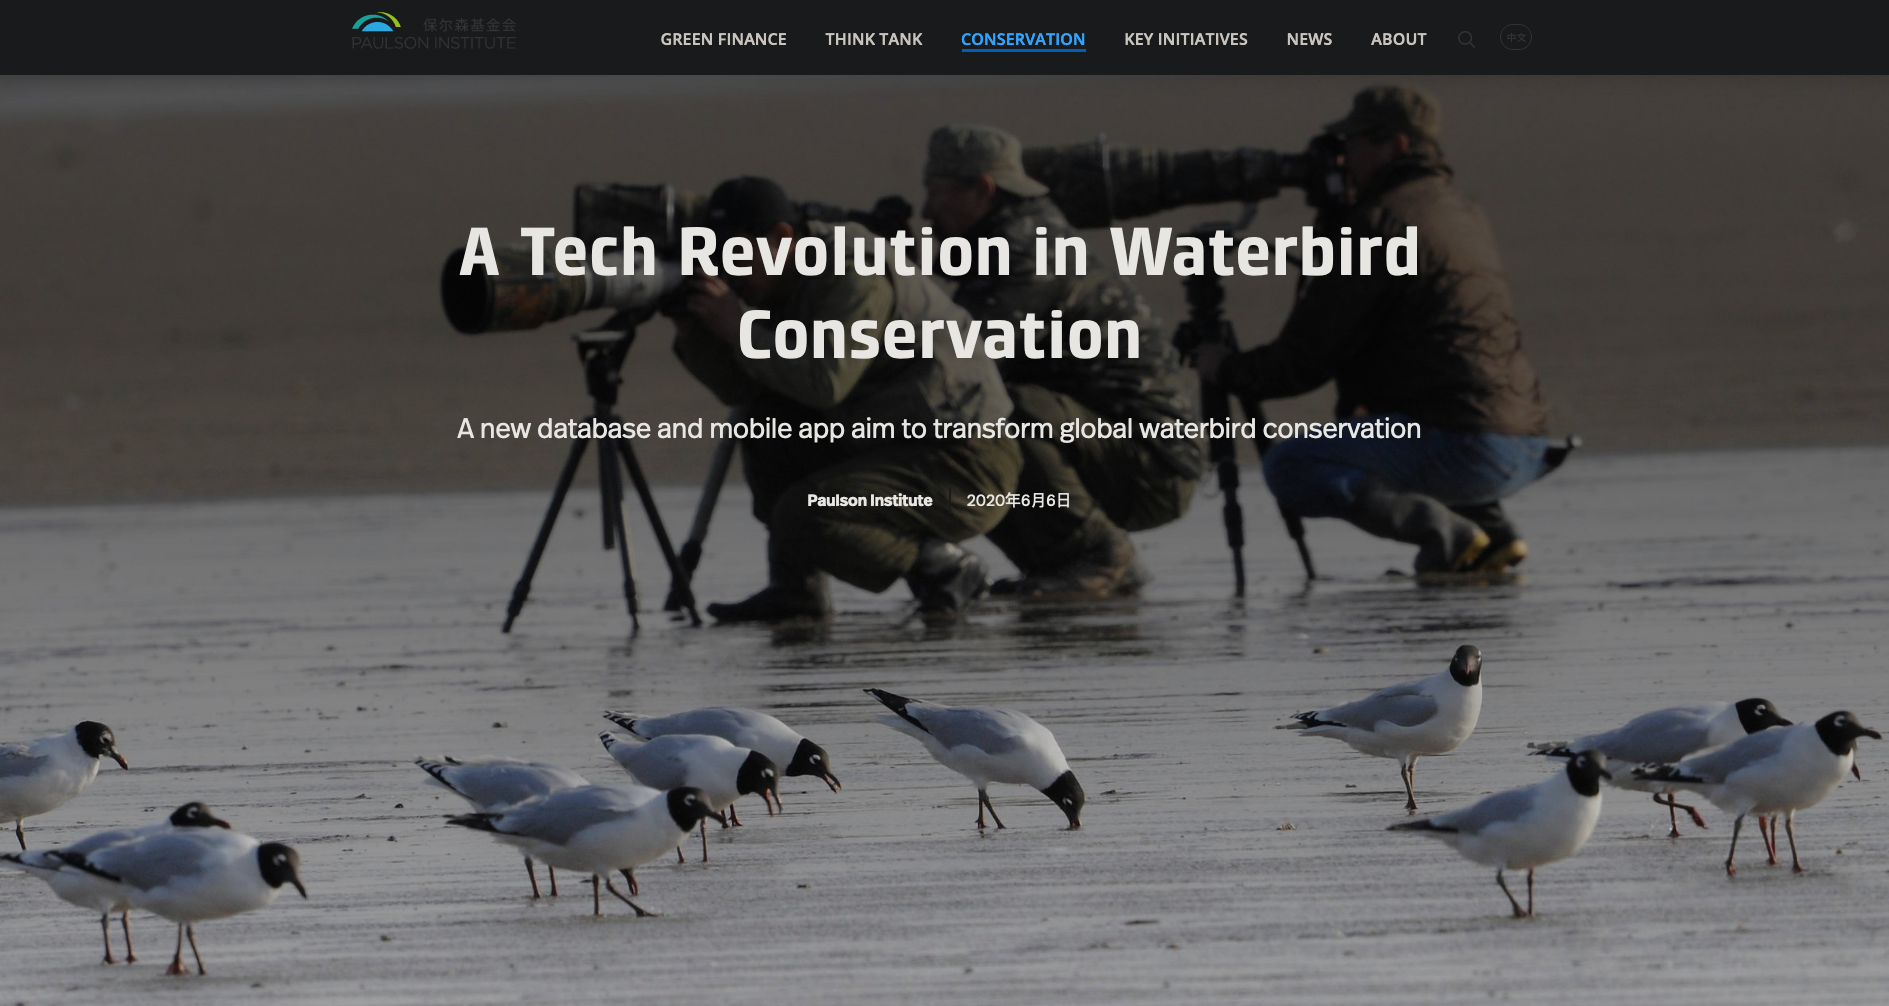 保尔森基金会
PAULSON INSTITUTE
GREEN FINANCE
THINK TANK
CONSERVATION
KEY INITIATIVES
NEWS
ABOUT
中文
A Tech Revolution in Waterbird
Conservation
A new database and mobile app aim to transform global waterbird conservation
Paulson Institute
2020年6月6日